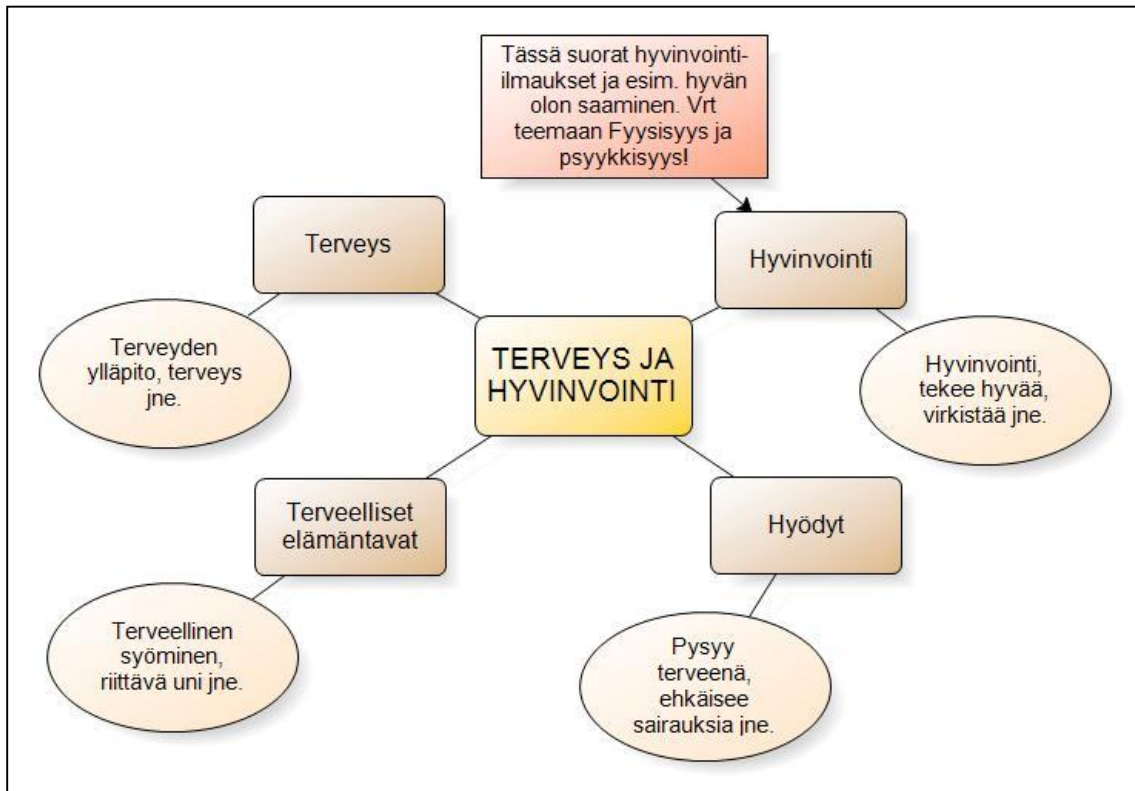 Tässä suorat hyvinvointi-
ilmaukset ja esim. hyvän
olon saaminen. Vrt
teemaan Fyysisyys ja
psyykkisyys!
Terveys
Hyvinvointi
Terveyden
ylläpito, terveys
jne.
TERVEYS JA
HYVINVOINTI
Hyvinvointi,
tekee hyvää,
virkistää jne.
Terveelliset
elämäntavat
Hyödyt
Terveellinen
syöminen,
riittävä uni jne.
Pysyy
terveenä,
ehkäisee
sairauksia jne.